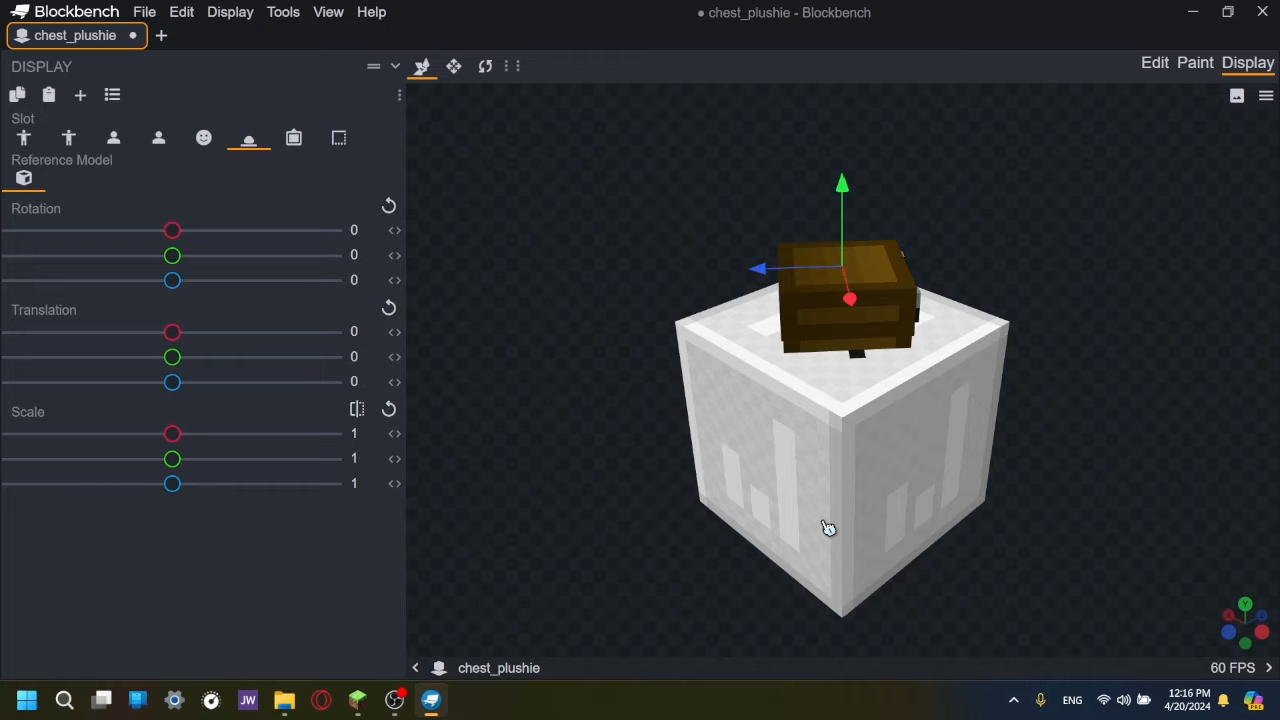 Blockbench File Edit Display Tools View Help
• chest_plushie - Blockbench
chest_plushie
DISPLAY
Edit Paint Display
Slot
Reference Model
Rotation
0
0
0
Translation
0
0
0
Scale
1
1
1
chest_plushie
60 FPS
JW
ENG
12:16 PM
4/20/2024
PRE
Y